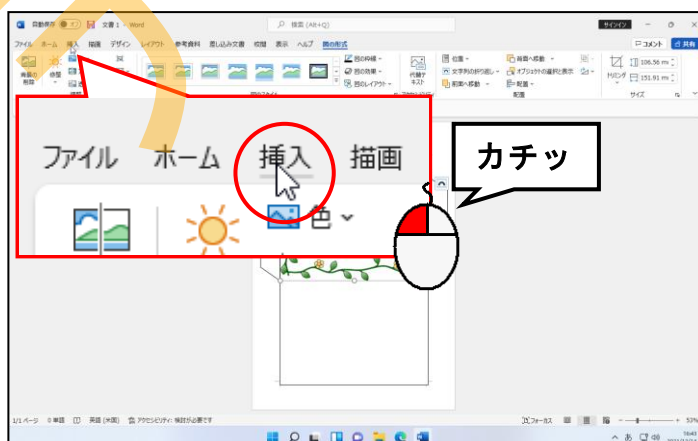 自動保存 文書 1 - Word 検索 (Alt+Q) サインイン
ファイル ホーム 挿入 描画 デザイン レイアウト 参考資料 差し込み文書 校閲 表示 ヘルプ 図の形式 コメント 共有
背景の削除 修整 図の枠線 図の効果 図のレイアウト 代替テキスト 位置 文字列の折り返し 前面へ移動 背面へ移動 オブジェクトの選択と表示 配置 トリミング 106.56 mm 151.91 mm
配置 サイズ
ファイル ホーム 挿入 描画
色
カチッ
1/1 ページ 0 単語 英語 (米国) アクセシビリティ: 検討が必要です フォーカス 53%
あ